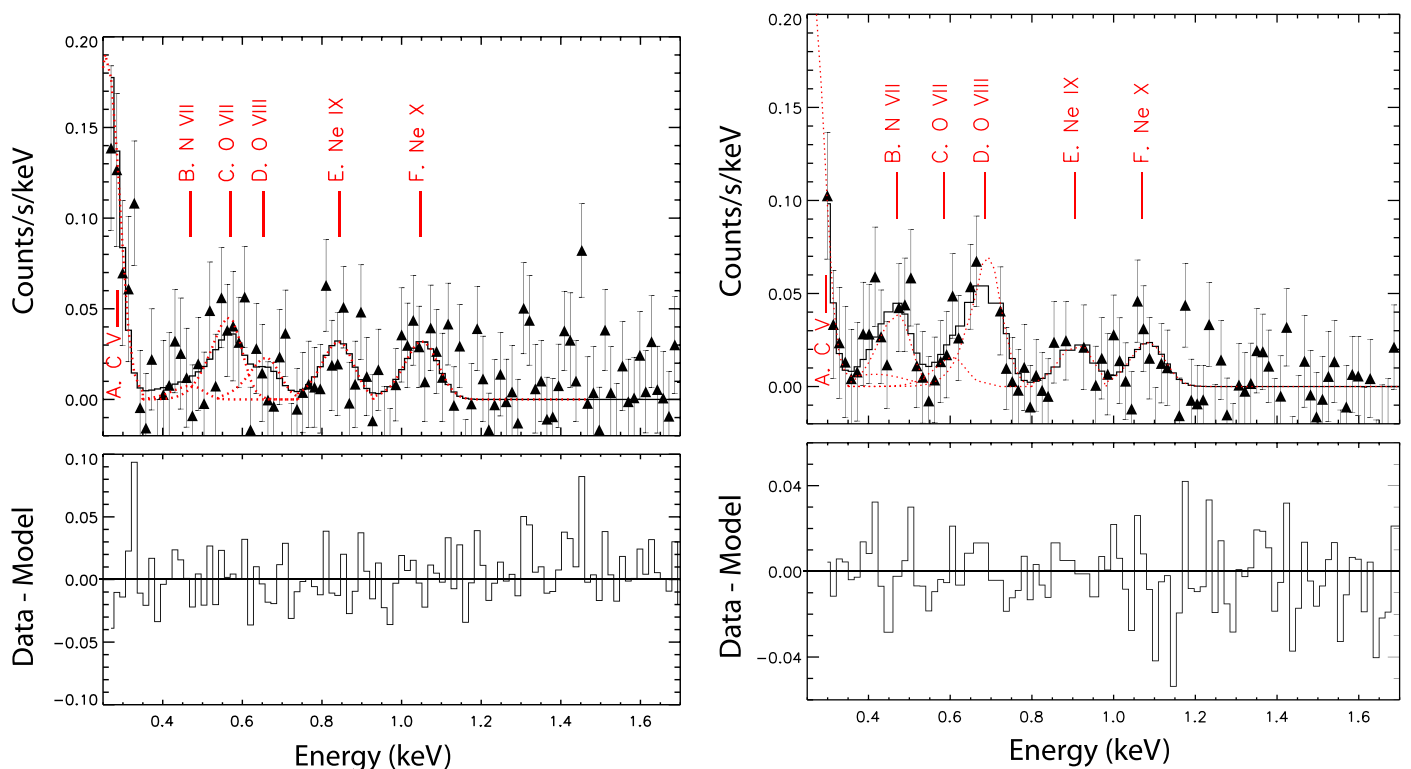 0.20
0.15
0.10
0.05
0.00
Counts/s/keV
A. C V
B. N VII
C. O VII
D. O VIII
E. Ne IX
F. Ne X
0.10
0.05
0.00
−0.05
−0.10
Data - Model
0.4 0.6 0.8 1.0 1.2 1.4 1.6
Energy (keV)
0.20
0.15
0.10
0.05
0.00
Counts/s/keV
A. C V
B. N VII
C. O VII
D. O VIII
E. Ne IX
F. Ne X
0.04
0.00
−0.04
Data - Model
0.4 0.6 0.8 1.0 1.2 1.4 1.6
Energy (keV)